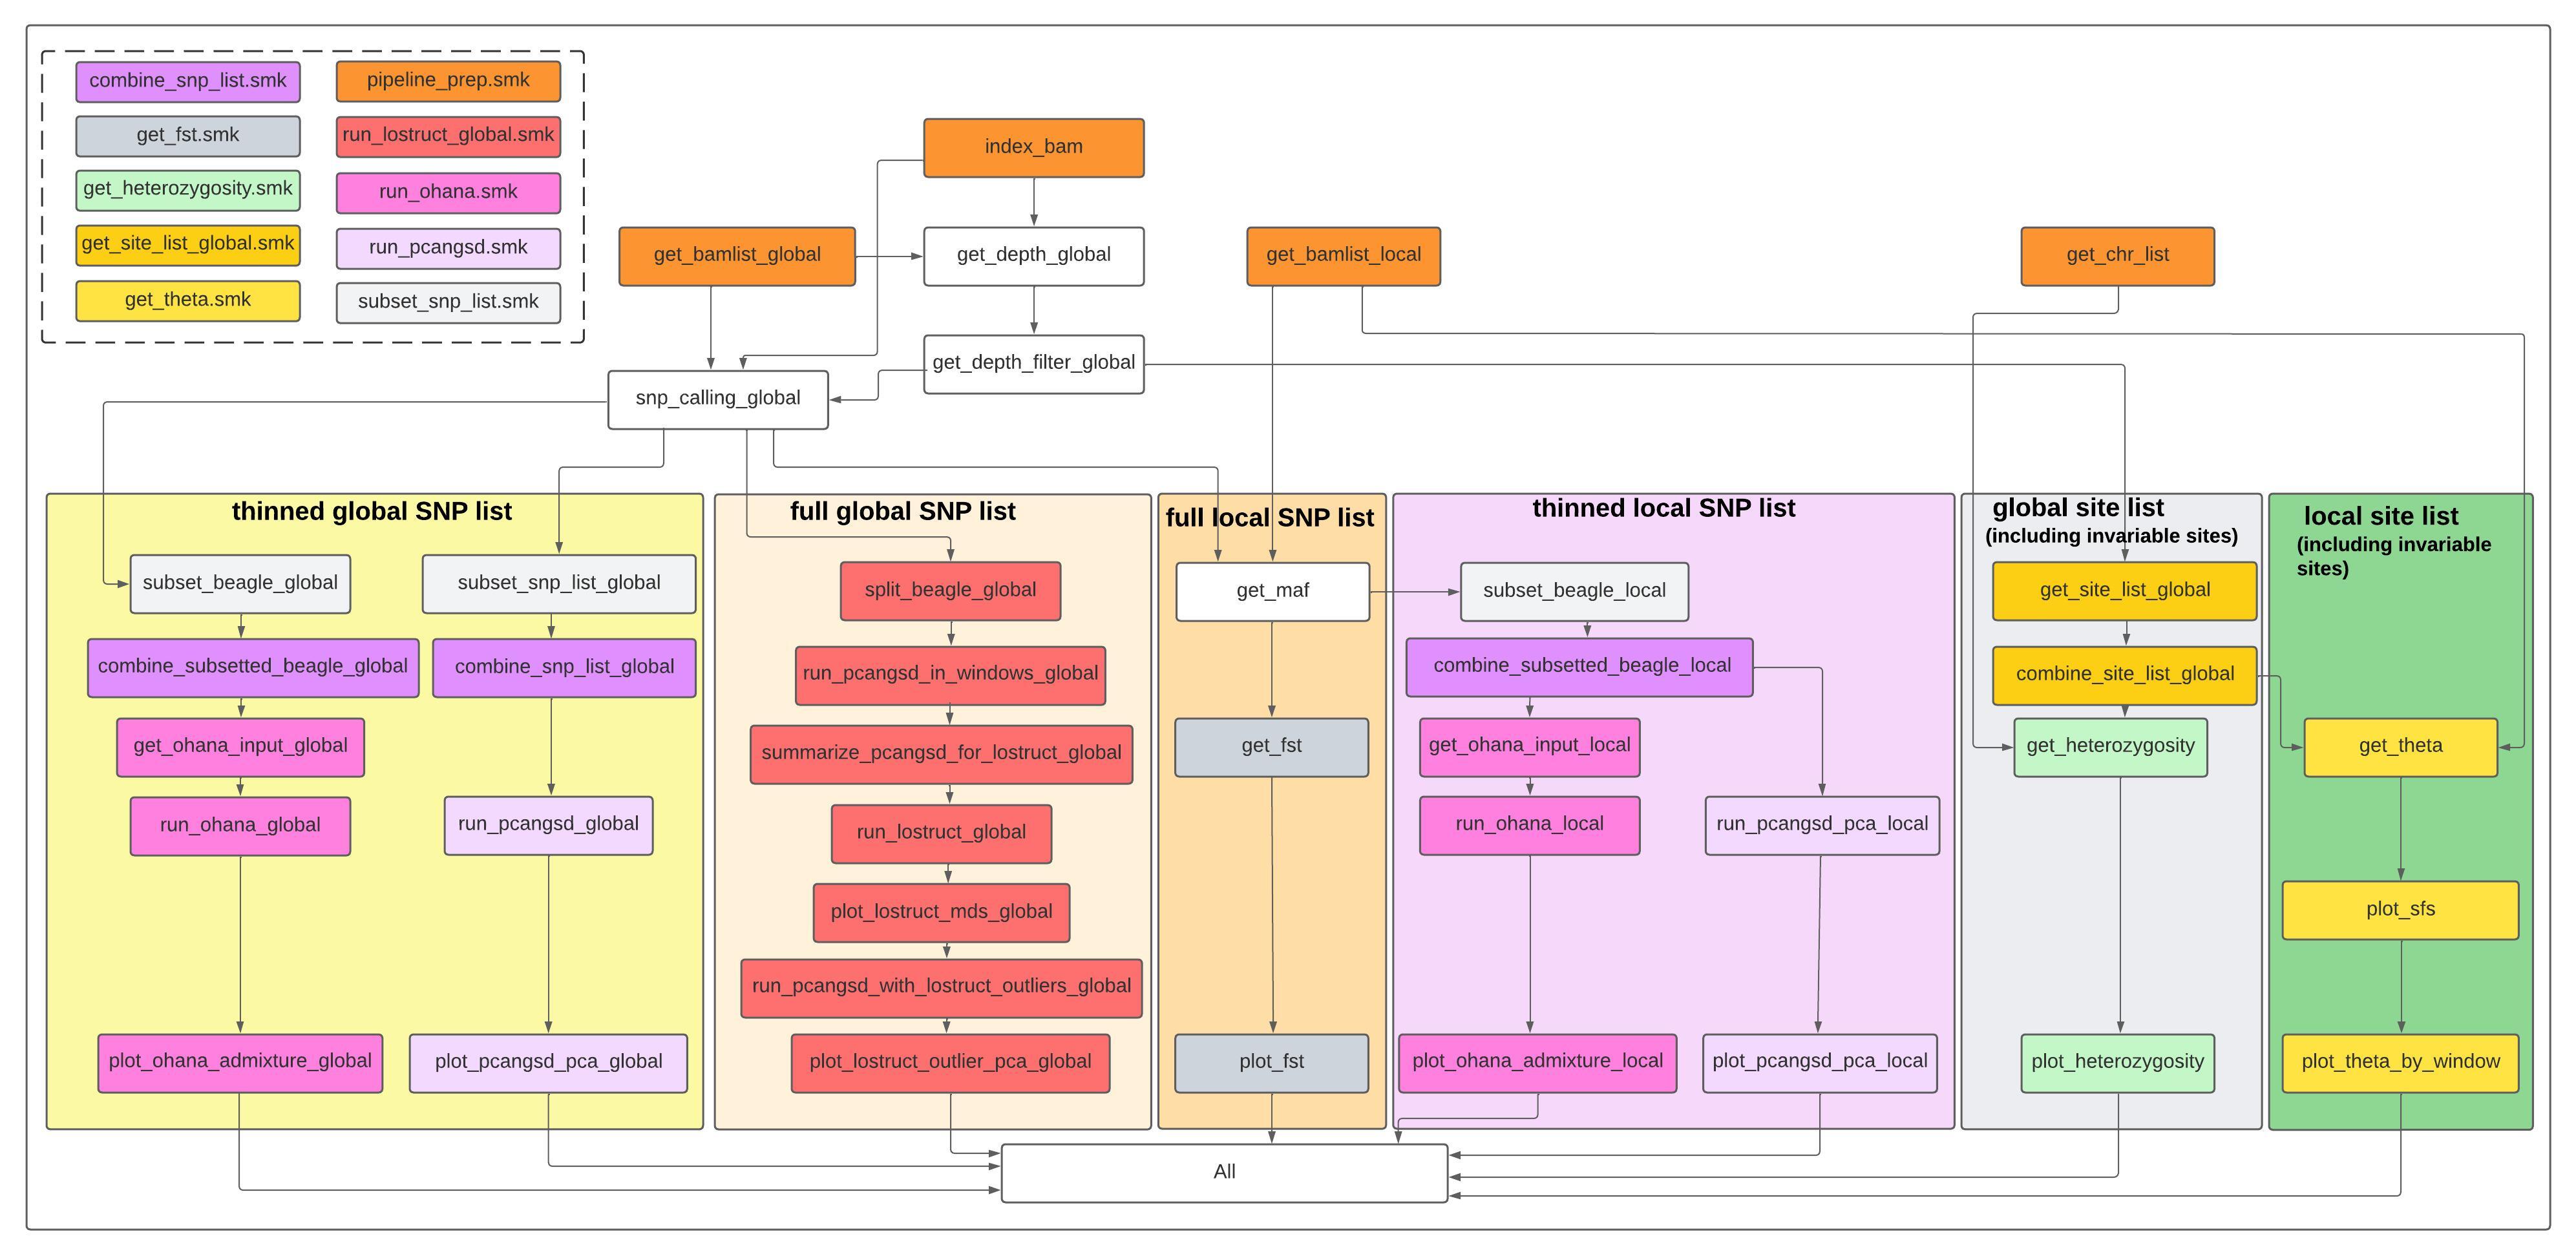 combine_snp_list.smk
pipeline_prep.smk
get_fst.smk
run_lostruct_global.smk
get_heterozygosity.smk
run_ohana.smk
get_site_list_global.smk
run_pcangsd.smk
get_theta.smk
subset_snp_list.smk
index_bam
get_bamlist_global
get_depth_global
get_bamlist_local
get_chr_list
get_depth_filter_global
snp_calling_global
thinned global SNP list
subset_beagle_global
subset_snp_list_global
combine_subsetted_beagle_global
combine_snp_list_global
get_ohana_input_global
run_ohana_global
run_pcangsd_global
plot_ohana_admixture_global
plot_pcangsd_pca_global
full global SNP list
split_beagle_global
run_pcangsd_in_windows_global
summarize_pcangsd_for_lostruct_global
run_lostruct_global
plot_lostruct_mds_global
run_pcangsd_with_lostruct_outliers_global
plot_lostruct_outlier_pca_global
full local SNP list
get_maf
get_fst
plot_fst
thinned local SNP list
subset_beagle_local
combine_subsetted_beagle_local
get_ohana_input_local
run_ohana_local
run_pcangsd_pca_local
plot_ohana_admixture_local
plot_pcangsd_pca_local
global site list
(including invariable sites)
get_site_list_global
combine_site_list_global
get_heterozygosity
plot_heterozygosity
local site list
(including invariable
sites)
get_theta
plot_sfs
plot_theta_by_window
All